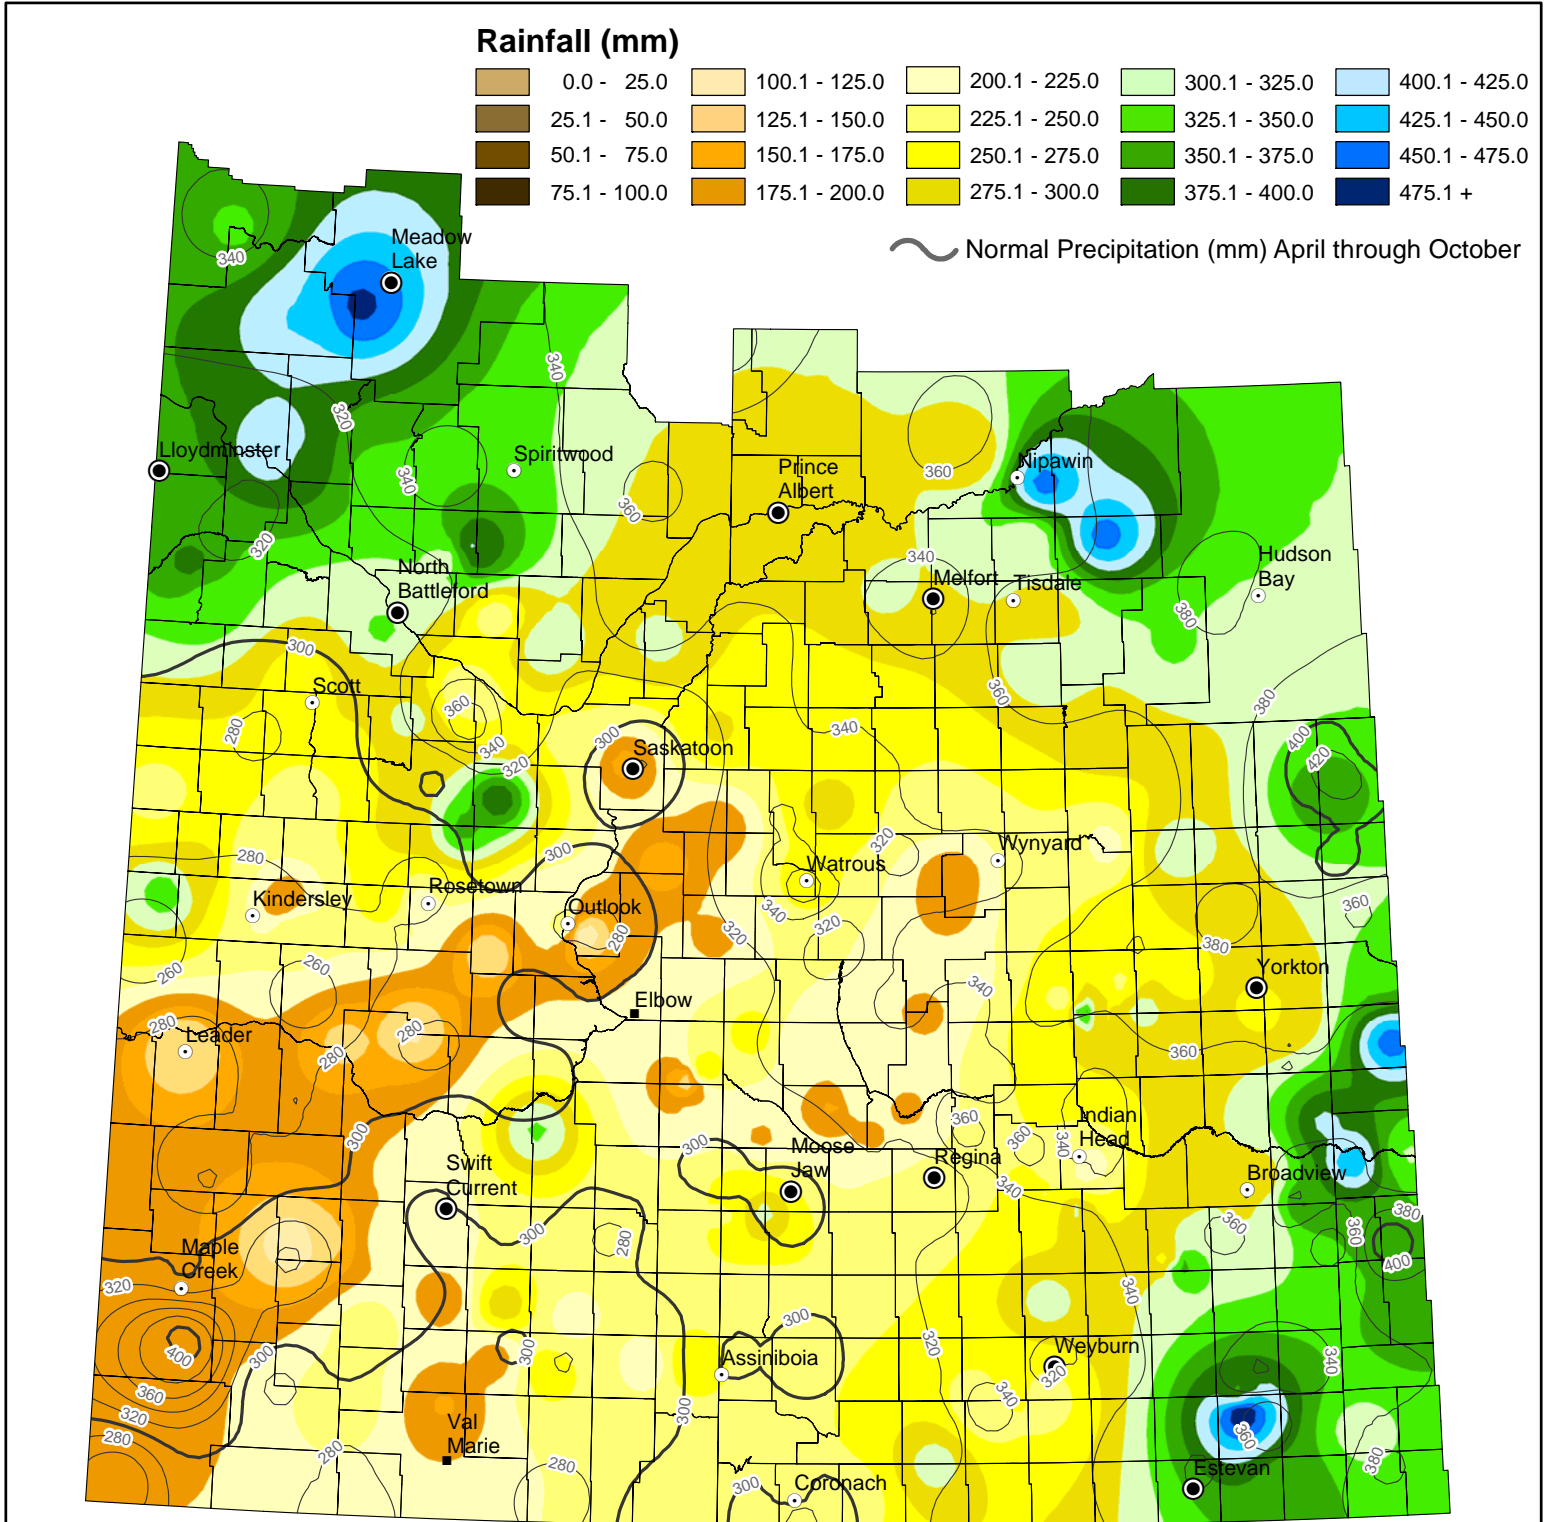 Rainfall (mm)
0.0 - 25.0
100.1 - 125.0
200.1 - 225.0
300.1 - 325.0
400.1 - 425.0
25.1 - 50.0
125.1 - 150.0
225.1 - 250.0
325.1 - 350.0
425.1 - 450.0
50.1 - 75.0
150.1 - 175.0
250.1 - 275.0
350.1 - 375.0
450.1 - 475.0
75.1 - 100.0
175.1 - 200.0
275.1 - 300.0
375.1 - 400.0
475.1 +
Normal Precipitation (mm) April through October
Meadow
Lake
340
340
320
Lloydminster
Spiritwood
340
Prince
Albert
360
Nipawin
360
320
North
Battleford
340
Melfort
Tisdale
Hudson
Bay
380
300
Scott
360
280
360
340
320
300
Saskatoon
340
380
400
420
280
300
320
Wynyard
Watrous
Kindersley
Rosetown
Outlook
280
340
320
320
360
380
260
260
Yorkton
340
Elbow
280
Leader
280
280
360
300
360
360
340
Indian
Head
300
Moose
Jaw
Regina
Swift
Current
340
Broadview
300
280
360
360
380
400
Maple
Creek
320
340
400
300
300
300
Assiniboia
320
Weyburn
320
340
360
320
280
300
340
Val
Marie
280
280
360
380
300
Coronach
Estevan